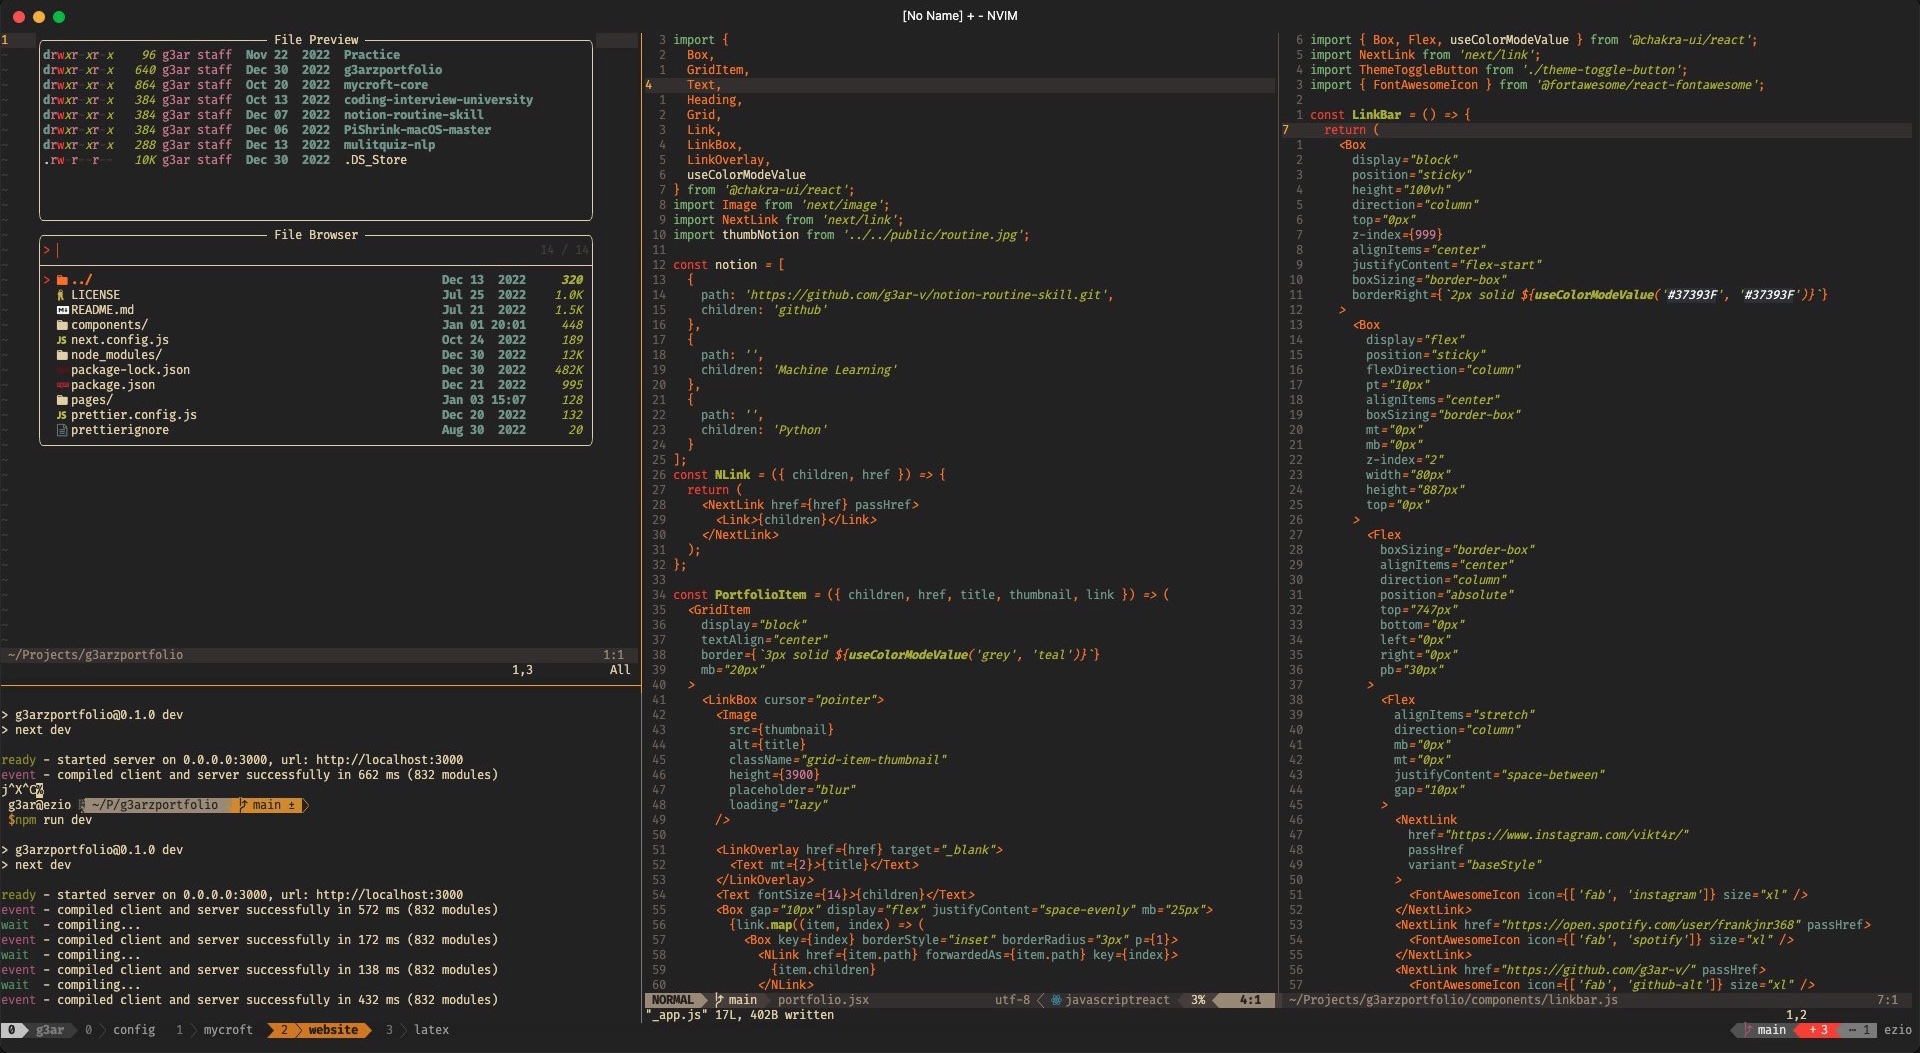 [No Name] + - NVIM
1
File Preview
drwxr-xr-x 96 g3ar staff Nov 22 2022 Practice
drwxr-xr-x 640 g3ar staff Dec 30 2022 g3arzportfolio
drwxr-xr-x 864 g3ar staff Oct 20 2022 mycroft-core
drwxr-xr-x 384 g3ar staff Oct 13 2022 coding-interview-university
drwxr-xr-x 384 g3ar staff Dec 07 2022 notion-routine-skill
drwxr-xr-x 384 g3ar staff Dec 06 2022 PiShrink-macOS-master
drwxr-xr-x 288 g3ar staff Dec 13 2022 mulitquiz-nlp
.rw-r--r-- 10K g3ar staff Dec 30 2022 .DS_Store
File Browser
> 14 / 14
> ../ Dec 13 2022 320
LICENSE Jul 25 2022 1.0K
README.md Jul 21 2022 1.5K
components/ Jan 01 20:01 448
JS next.config.js Oct 24 2022 189
node_modules/ Dec 30 2022 12K
package-lock.json Dec 30 2022 482K
package.json Dec 21 2022 995
pages/ Jan 03 15:07 128
JS prettier.config.js Dec 20 2022 132
prettierignore Aug 30 2022 20
~/Projects/g3arzportfolio 1:1
1,3 All
> g3arzportfolio@0.1.0 dev
> next dev
ready - started server on 0.0.0.0:3000, url: http://localhost:3000
event - compiled client and server successfully in 662 ms (832 modules)
j^X^C%
g3ar@ezio ~/P/g3arzportfolio main ±
$npm run dev
> g3arzportfolio@0.1.0 dev
> next dev
ready - started server on 0.0.0.0:3000, url: http://localhost:3000
event - compiled client and server successfully in 572 ms (832 modules)
wait - compiling...
event - compiled client and server successfully in 172 ms (832 modules)
wait - compiling...
event - compiled client and server successfully in 138 ms (832 modules)
wait - compiling...
event - compiled client and server successfully in 432 ms (832 modules)
3 import {
2 Box,
1 GridItem,
4 Text,
1 Heading,
2 Grid,
3 Link,
4 LinkBox,
5 LinkOverlay,
6 useColorModeValue
7 } from '@chakra-ui/react';
8 import Image from 'next/image';
9 import NextLink from 'next/link';
10 import thumbNotion from '../../public/routine.jpg';
11
12 const notion = [
13 {
14 path: 'https://github.com/g3ar-v/notion-routine-skill.git',
15 children: 'github'
16 },
17 {
18 path: '',
19 children: 'Machine Learning'
20 },
21 {
22 path: '',
23 children: 'Python'
24 }
25 ];
26 const NLink = ({ children, href }) => {
27 return (
28 <NextLink href={href} passHref>
29 <Link>{children}</Link>
30 </NextLink>
31 );
32 };
33
34 const PortfolioItem = ({ children, href, title, thumbnail, link }) => (
35 <GridItem
36 display="block"
37 textAlign="center"
38 border={`3px solid ${useColorModeValue('grey', 'teal')}`}
39 mb="20px"
40 >
41 <LinkBox cursor="pointer">
42 <Image
43 src={thumbnail}
44 alt={title}
45 className="grid-item-thumbnail"
46 height={3900}
47 placeholder="blur"
48 loading="lazy"
49 />
50
51 <LinkOverlay href={href} target="_blank">
52 <Text mt={2}>{title}</Text>
53 </LinkOverlay>
54 <Text fontSize={14}>{children}</Text>
55 <Box gap="10px" display="flex" justifyContent="space-evenly" mb="25px">
56 {link.map((item, index) => (
57 <Box key={index} borderStyle="inset" borderRadius="3px" p={1}>
58 <NLink href={item.path} forwardedAs={item.path} key={index}>
59 {item.children}
60 </NLink>
NORMAL main portfolio.jsx utf-8 javascriptreact 3% 4:1
"_app.js" 17L, 402B written
6 import { Box, Flex, useColorModeValue } from '@chakra-ui/react';
5 import NextLink from 'next/link';
4 import ThemeToggleButton from './theme-toggle-button';
3 import { FontAwesomeIcon } from '@fortawesome/react-fontawesome';
2
1 const LinkBar = () => {
7 return (
1 <Box
2 display="block"
3 position="sticky"
4 height="100vh"
5 direction="column"
6 top="0px"
7 z-index={999}
8 alignItems="center"
9 justifyContent="flex-start"
10 boxSizing="border-box"
11 borderRight={`2px solid ${useColorModeValue('#37393F', '#37393F')}`}
12 >
13 <Box
14 display="flex"
15 position="sticky"
16 flexDirection="column"
17 pt="10px"
18 alignItems="center"
19 boxSizing="border-box"
20 mt="0px"
21 mb="0px"
22 z-index="2"
23 width="80px"
24 height="887px"
25 top="0px"
26 >
27 <Flex
28 boxSizing="border-box"
29 alignItems="center"
30 direction="column"
31 position="absolute"
32 top="747px"
33 bottom="0px"
34 left="0px"
35 right="0px"
36 pb="30px"
37 >
38 <Flex
39 alignItems="stretch"
40 direction="column"
41 mb="0px"
42 mt="0px"
43 justifyContent="space-between"
44 gap="10px"
45 >
46 <NextLink
47 href="https://www.instagram.com/vikt4r/"
48 passHref
49 variant="baseStyle"
50 >
51 <FontAwesomeIcon icon={['fab', 'instagram']} size="xl" />
52 </NextLink>
53 <NextLink href="https://open.spotify.com/user/frankjnr368" passHref>
54 <FontAwesomeIcon icon={['fab', 'spotify']} size="xl" />
55 </NextLink>
56 <NextLink href="https://github.com/g3ar-v/" passHref>
57 <FontAwesomeIcon icon={['fab', 'github-alt']} size="xl" />
~/Projects/g3arzportfolio/components/linkbar.js 7:1
1,2
0 g3ar 0 config 1 mycroft 2 website 3 latex
main +3 1 ezio